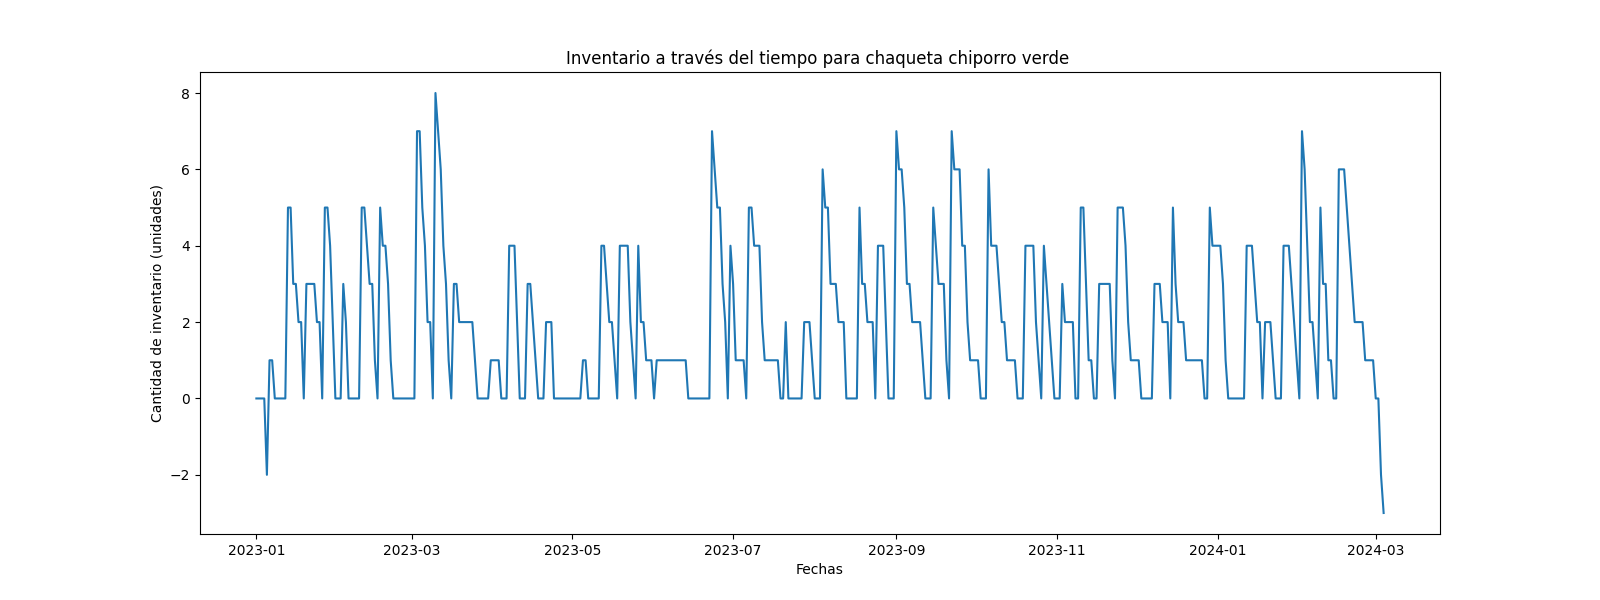 Inventario a través del tiempo para chaqueta chiporro verde
Cantidad de inventario (unidades)
8
6
4
2
0
−2
2023-01 2023-03 2023-05 2023-07 2023-09 2023-11 2024-01 2024-03
Fechas